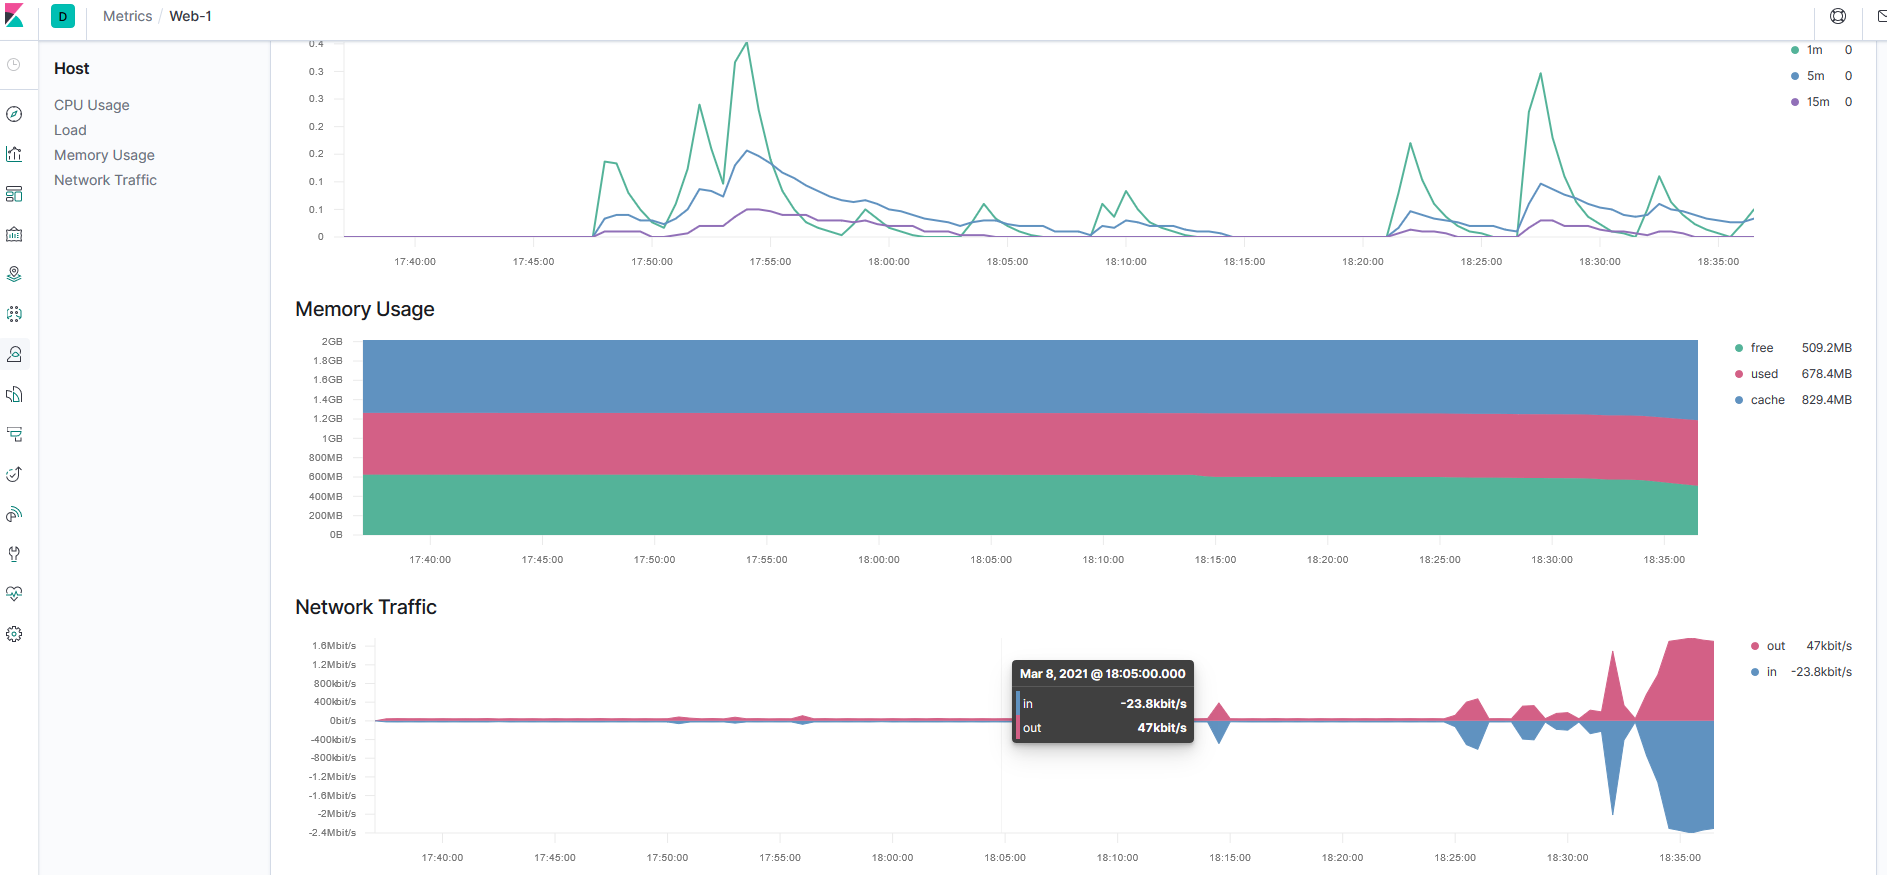 D Metrics / Web-1
Host
CPU Usage
Load
Memory Usage
Network Traffic
0.4
0.3
0.3
0.2
0.2
0.1
0.1
0
17:40:00 17:45:00 17:50:00 17:55:00 18:00:00 18:05:00 18:10:00 18:15:00 18:20:00 18:25:00 18:30:00 18:35:00
1m 0
5m 0
15m 0
Memory Usage
2GB
1.8GB
1.6GB
1.4GB
1.2GB
1GB
800MB
600MB
400MB
200MB
0B
17:40:00 17:45:00 17:50:00 17:55:00 18:00:00 18:05:00 18:10:00 18:15:00 18:20:00 18:25:00 18:30:00 18:35:00
free 509.2MB
used 678.4MB
cache 829.4MB
Network Traffic
1.6Mbit/s
1.2Mbit/s
800kbit/s
400kbit/s
0bit/s
-400kbit/s
-800kbit/s
-1.2Mbit/s
-1.6Mbit/s
-2Mbit/s
-2.4Mbit/s
17:40:00 17:45:00 17:50:00 17:55:00 18:00:00 18:05:00 18:10:00 18:15:00 18:20:00 18:25:00 18:30:00 18:35:00
Mar 8, 2021 @ 18:05:00.000
in -23.8kbit/s
out 47kbit/s
out 47kbit/s
in -23.8kbit/s